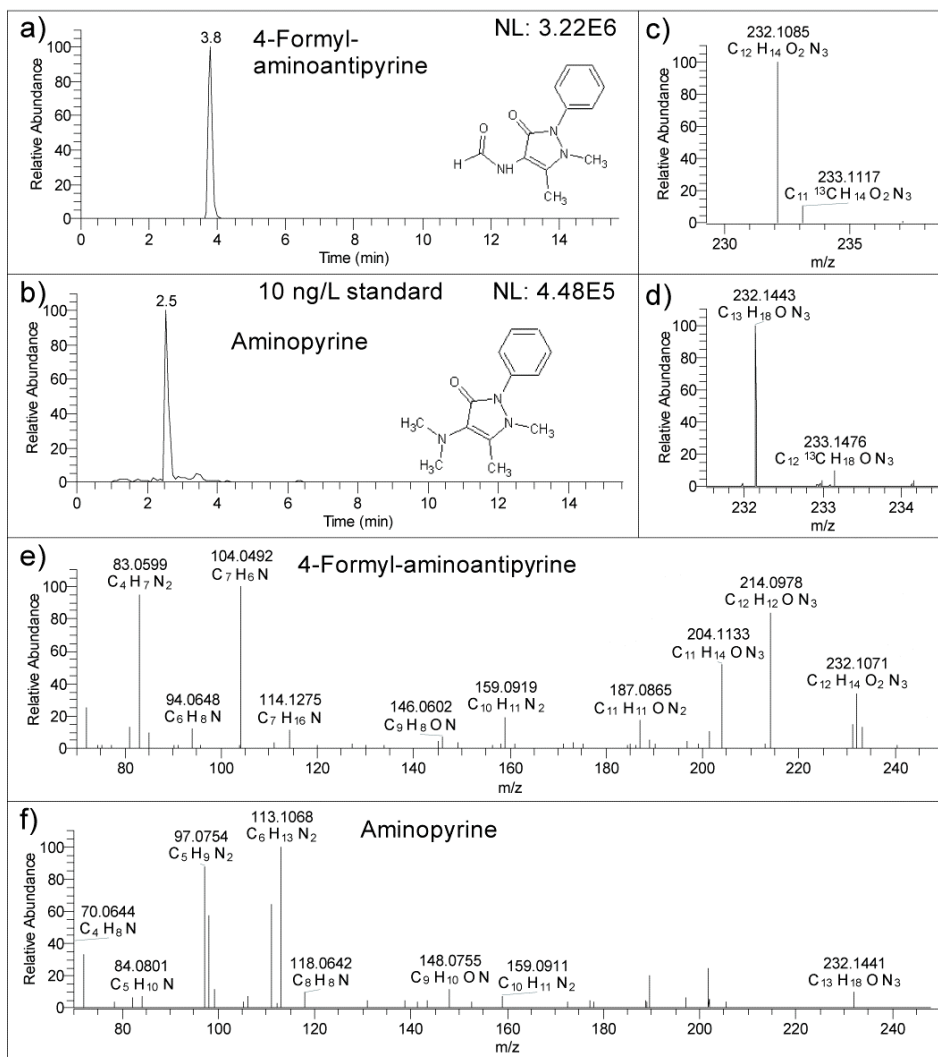 a)
4-Formyl-
aminoantipyrine
NL: 3.22E6
3.8
Relative Abundance
100
80
60
40
20
0
0 2 4 6 8 10 12 14
Time (min)
O
H
NH
O
N
N
CH₃
H₃C
c)
232.1085
C₁₂ H₁₄ O₂ N₃
233.1117
C₁₁ ¹³CH₁₄ O₂ N₃
Relative Abundance
100
80
60
40
20
0
230 235
m/z
b)
10 ng/L standard
NL: 4.48E5
2.5
Aminopyrine
Relative Abundance
100
80
60
40
20
0
0 2 4 6 8 10 12 14
Time (min)
O
N
N
CH₃
H₃C
N
H₃C
CH₃
d)
232.1443
C₁₃ H₁₈ O N₃
233.1476
C₁₂ ¹³C H₁₈ O N₃
Relative Abundance
100
80
60
40
20
0
232 233 234
m/z
e)
4-Formyl-aminoantipyrine
83.0599
C₄ H₇ N₂
104.0492
C₇ H₆ N
94.0648
C₆ H₈ N
114.1275
C₇ H₁₆ N
146.0602
C₉ H₈ O N
159.0919
C₁₀ H₁₁ N₂
187.0865
C₁₁ H₁₁ O N₂
204.1133
C₁₁ H₁₄ O N₃
214.0978
C₁₂ H₁₂ O N₃
232.1071
C₁₂ H₁₄ O₂ N₃
Relative Abundance
100
80
60
40
20
0
80 100 120 140 160 180 200 220 240
m/z
f)
Aminopyrine
70.0644
C₄ H₈ N
84.0801
C₅ H₁₀ N
97.0754
C₅ H₉ N₂
113.1068
C₆ H₁₃ N₂
118.0642
C₈ H₈ N
148.0755
C₉ H₁₀ O N
159.0911
C₁₀ H₁₁ N₂
232.1441
C₁₃ H₁₈ O N₃
Relative Abundance
100
80
60
40
20
0
80 100 120 140 160 180 200 220 240
m/z